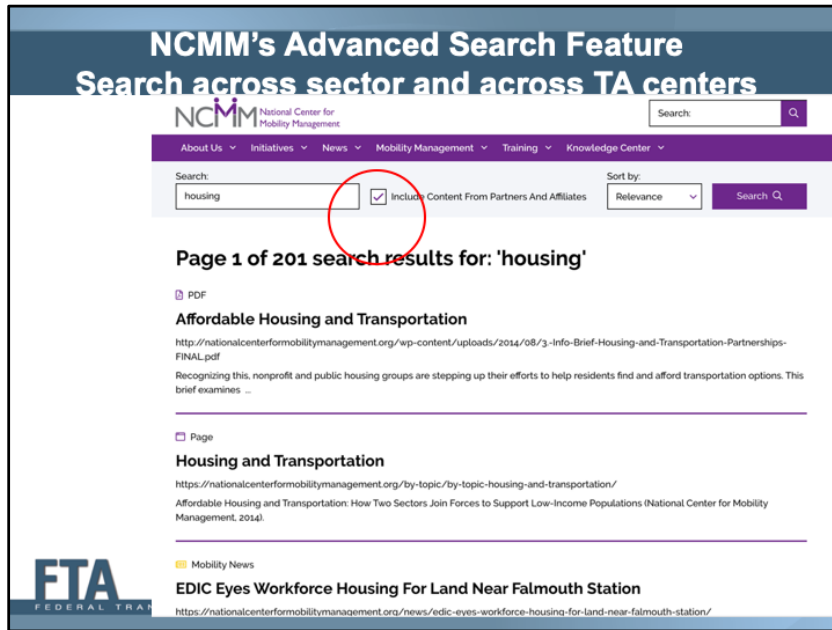 NCMM's Advanced Search Feature
Search across sector and across TA centers
NCMM National Center for
Mobility Management
Search:
About Us Initiatives News Mobility Management Training Knowledge Center
Search:
Sort by:
housing
Include Content From Partners And Affiliates
Relevance
Search
Page 1 of 201 search results for: 'housing'
PDF
Affordable Housing and Transportation
http://nationalcenterformobilitymanagement.org/wp-content/uploads/2014/08/3.-Info-Brief-Housing-and-Transportation-Partnerships-
FINAL.pdf
Recognizing this, nonprofit and public housing groups are stepping up their efforts to help residents find and afford transportation options. This
brief examines ...
Page
Housing and Transportation
https://nationalcenterformobilitymanagement.org/by-topic/by-topic-housing-and-transportation/
Affordable Housing and Transportation: How Two Sectors Join Forces to Support Low-Income Populations (National Center for Mobility
Management, 2014).
Mobility News
EDIC Eyes Workforce Housing For Land Near Falmouth Station
https://nationalcenterformobilitymanagement.org/news/edic-eyes-workforce-housing-for-land-near-falmouth-station/
FTA
FEDERAL TRAN